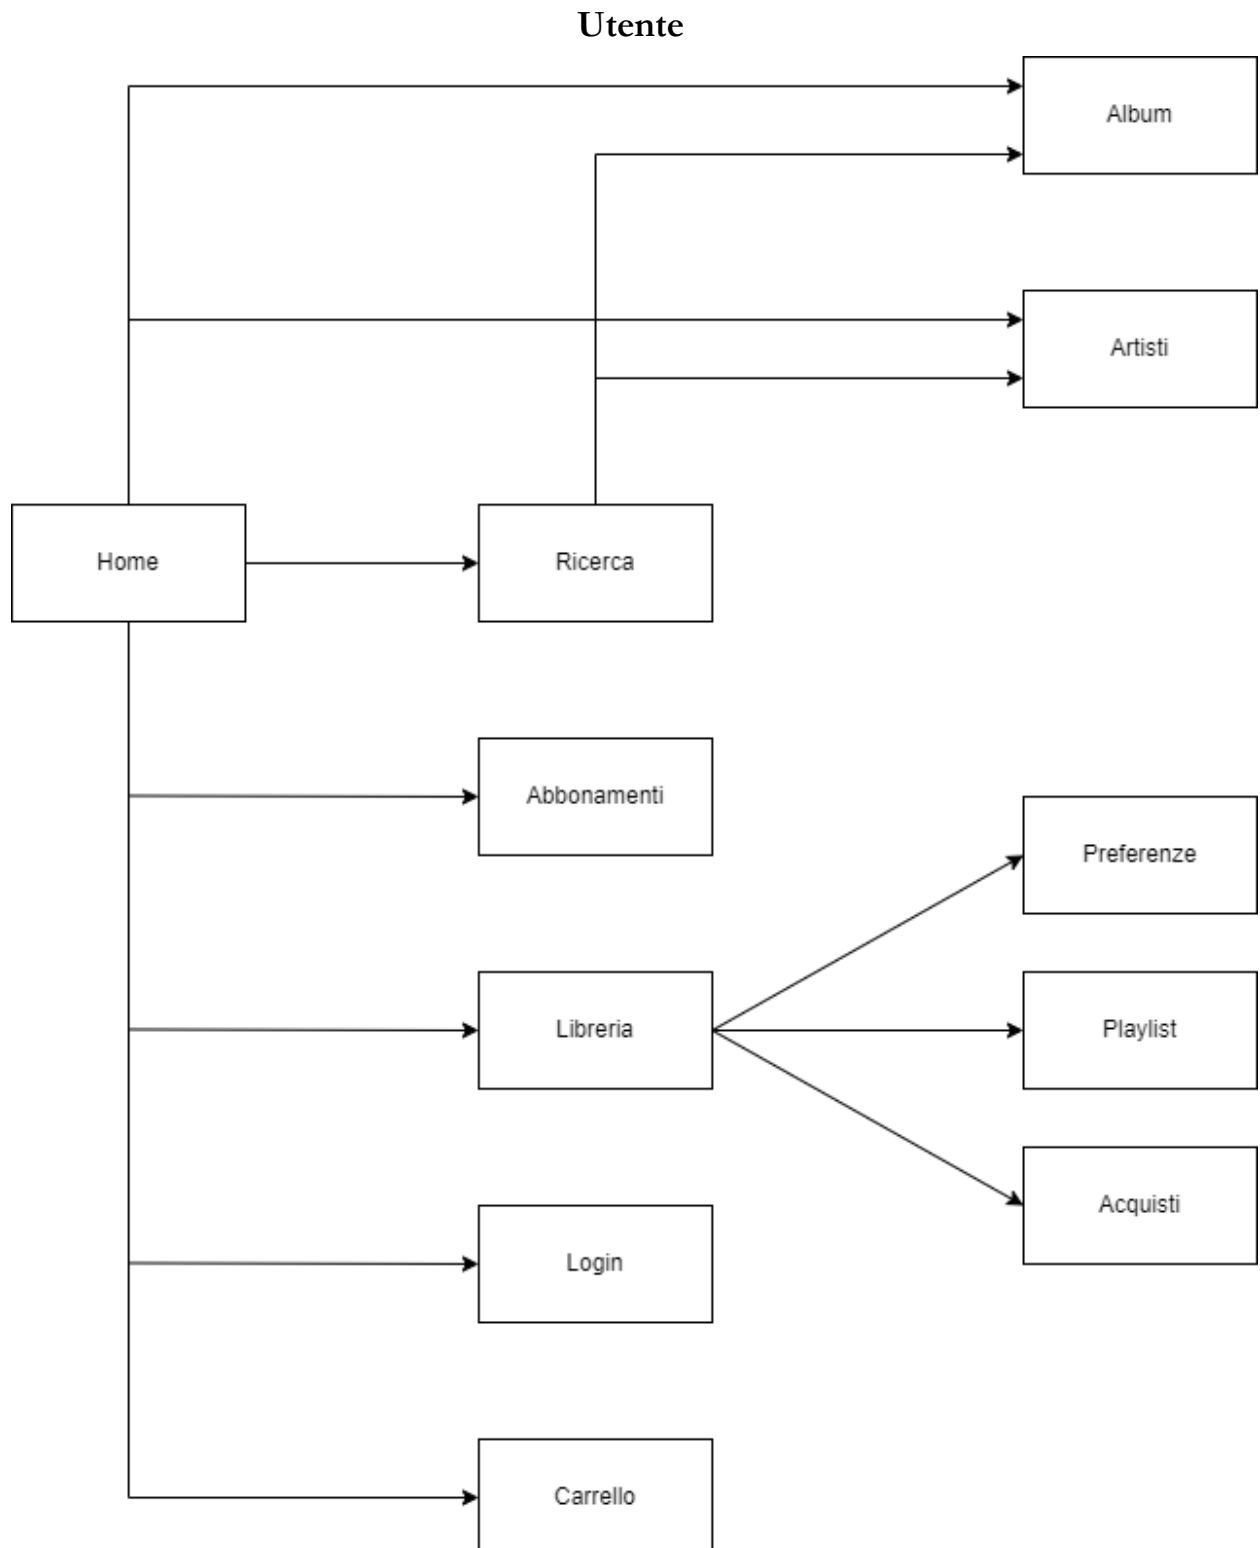 Utente
Album
Artisti
Home
Ricerca
Abbonamenti
Preferenze
Libreria
Playlist
Acquisti
Login
Carrello